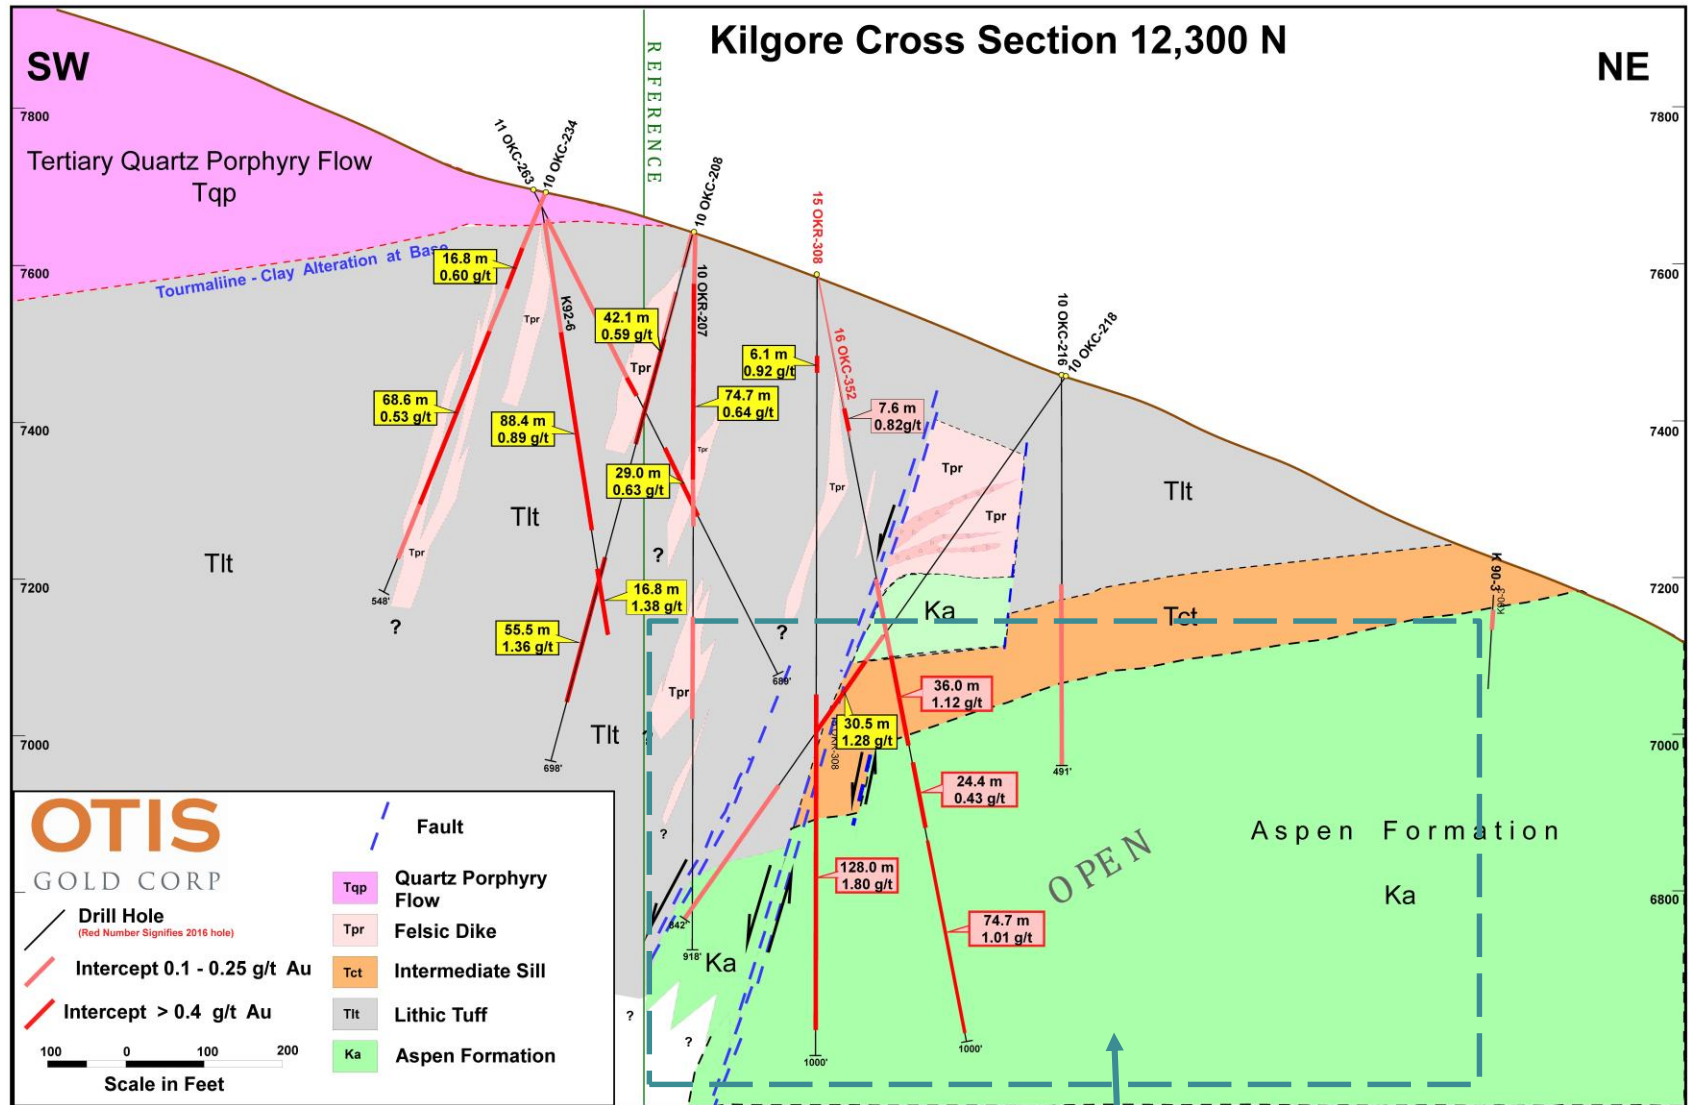 Kilgore Cross Section 12,300 N
SW
NE
REFERENCE
7800
7800
Tertiary Quartz Porphyry Flow
Tqp
11 OKC-263
10 OKC-234
10 OKC-208
15 OKR-308
10 OKC-216
10 OKC-218
7600
7600
Tourmaliine - Clay Alteration at Base
16.8 m
0.60 g/t
K92-6
10 OKR-207
16 OKC-352
Tpr
42.1 m
0.59 g/t
Tpr
6.1 m
0.92 g/t
68.6 m
0.53 g/t
88.4 m
0.89 g/t
74.7 m
0.64 g/t
7.6 m
0.82g/t
7400
7400
Tpr
29.0 m
0.63 g/t
Tpr
Tpr
Tpr
Tlt
Tlt
Tlt
Tpr
?
K 90-3
K90-3
7200
7200
548'
?
16.8 m
1.38 g/t
Ka
Tct
55.5 m
1.36 g/t
?
689'
Tpr
36.0 m
1.12 g/t
30.5 m
1.28 g/t
Tlt
?
7000
7000
698'
491'
24.4 m
0.43 g/t
OPEN
Aspen Formation
Ka
?
128.0 m
1.80 g/t
6800
74.7 m
1.01 g/t
842'
918'
Ka
?
?
1000'
1000'
OTIS
GOLD CORP
Drill Hole
(Red Number Signifies 2016 hole)
Intercept 0.1 - 0.25 g/t Au
Intercept > 0.4 g/t Au
100 0 100 200
Scale in Feet
Fault
Tqp Quartz Porphyry
Flow
Tpr Felsic Dike
Tct Intermediate Sill
Tlt Lithic Tuff
Ka Aspen Formation